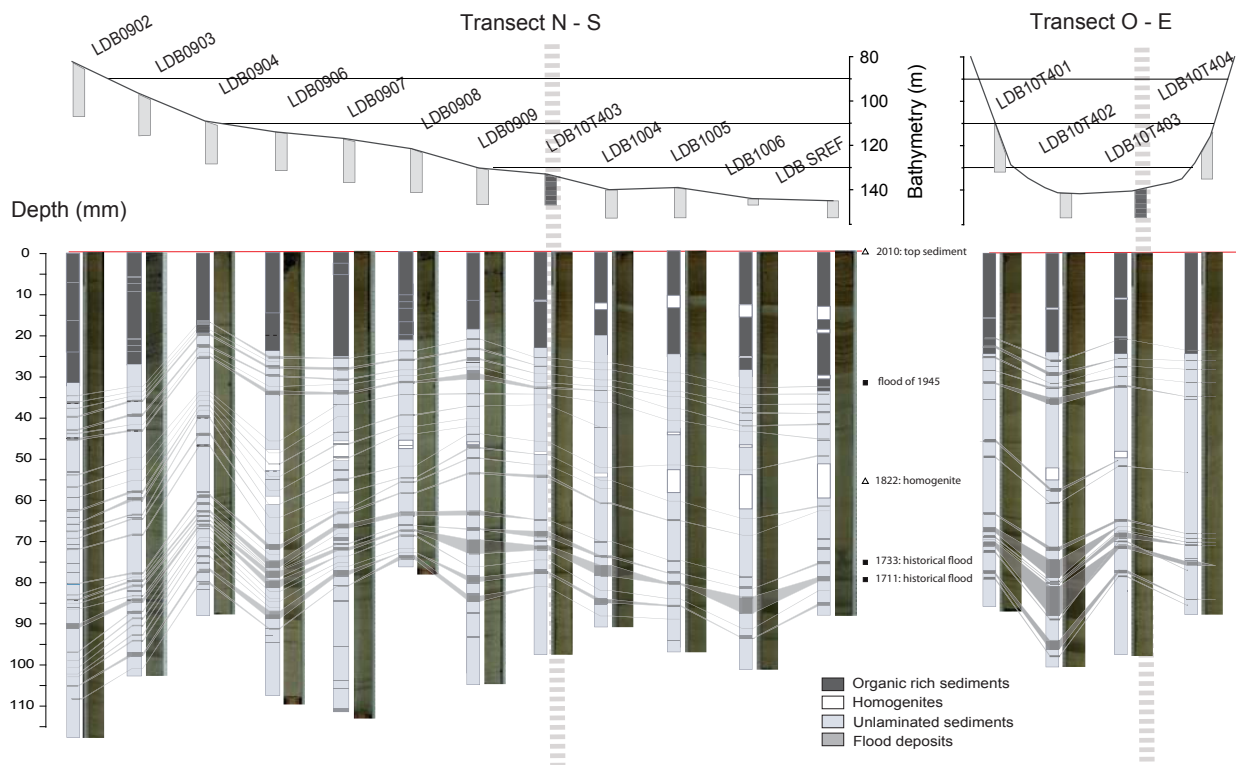 Transect N - S
Transect O - E
LDB0902
LDB0903
LDB0904
LDB0906
LDB0907
LDB0908
LDB0909
LDB10T403
LDB1004
LDB1005
LDB1006
LDB SREF
80
100
120
140
Bathymetry (m)
LDB10T401
LDB10T402
LDB10T403
LDB10T404
Depth (mm)
0
10
20
30
40
50
60
70
80
90
100
110
2010: top sediment
flood of 1945
1822: homogenite
1733: historical flood
1711: historical flood
Organic rich sediments
Homogenites
Unlaminated sediments
Flood deposits